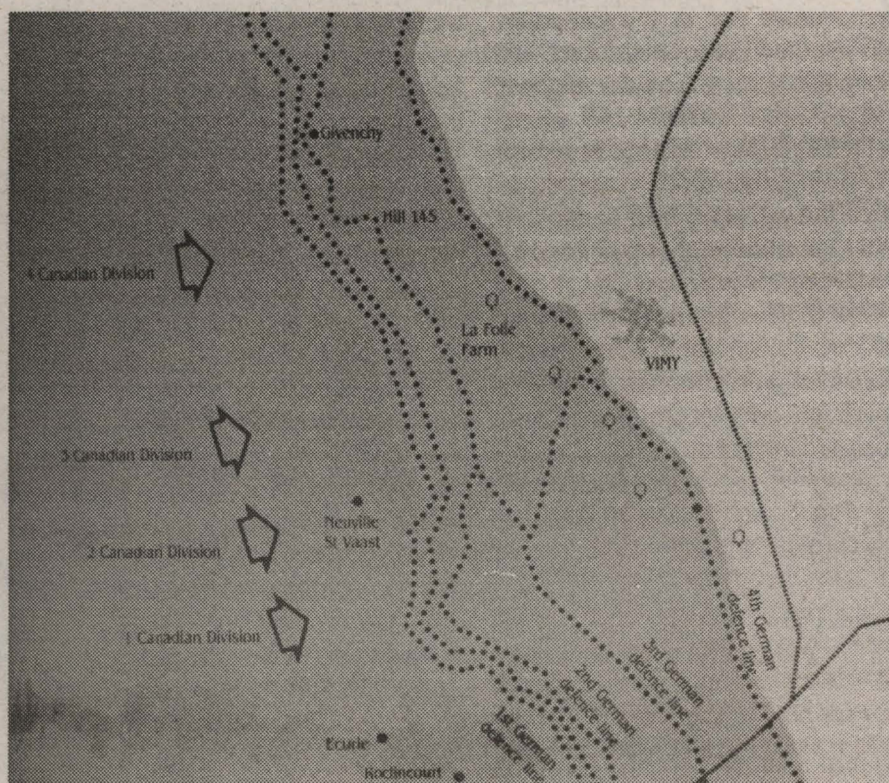 Givenchy
Hill 145
4 Canadian Division
La Folie
Farm
VIMY
3 Canadian Division
Neuville
St Vaast
2 Canadian Division
1 Canadian Division
4th German
defence line
3rd German
defence line
2nd German
defence line
1st German
defence line
Ecurie
Roclincourt